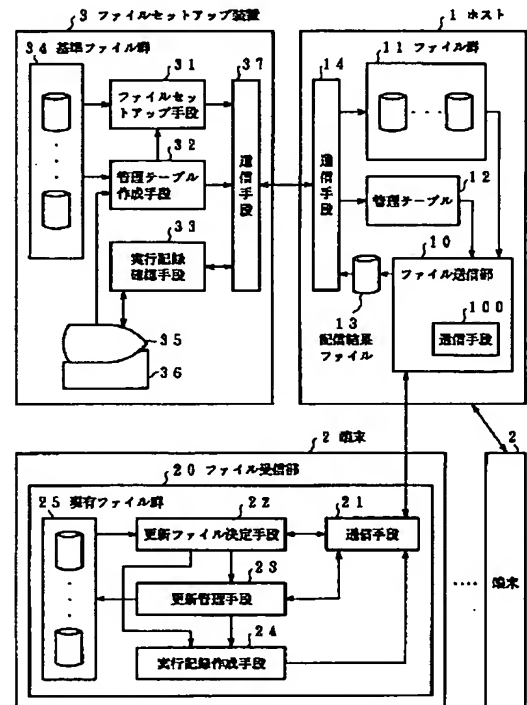 3 ファイルセットアップ装置
34 基準ファイル群
31
ファイルセッ
トアップ手段
37
32
管理テーブル
作成手段
通信手段
33
実行記録
確認手段
35
36
1 ホスト
14
通信手段
11 ファイル群
12
管理テーブル
10
ファイル送信部
100
通信手段
13
配信結果
ファイル
2 端末
20 ファイル受信部
25 現有ファイル群
22
更新ファイル決定手段
21
通信手段
23
更新管理手段
24
実行記録作成手段
2
端末